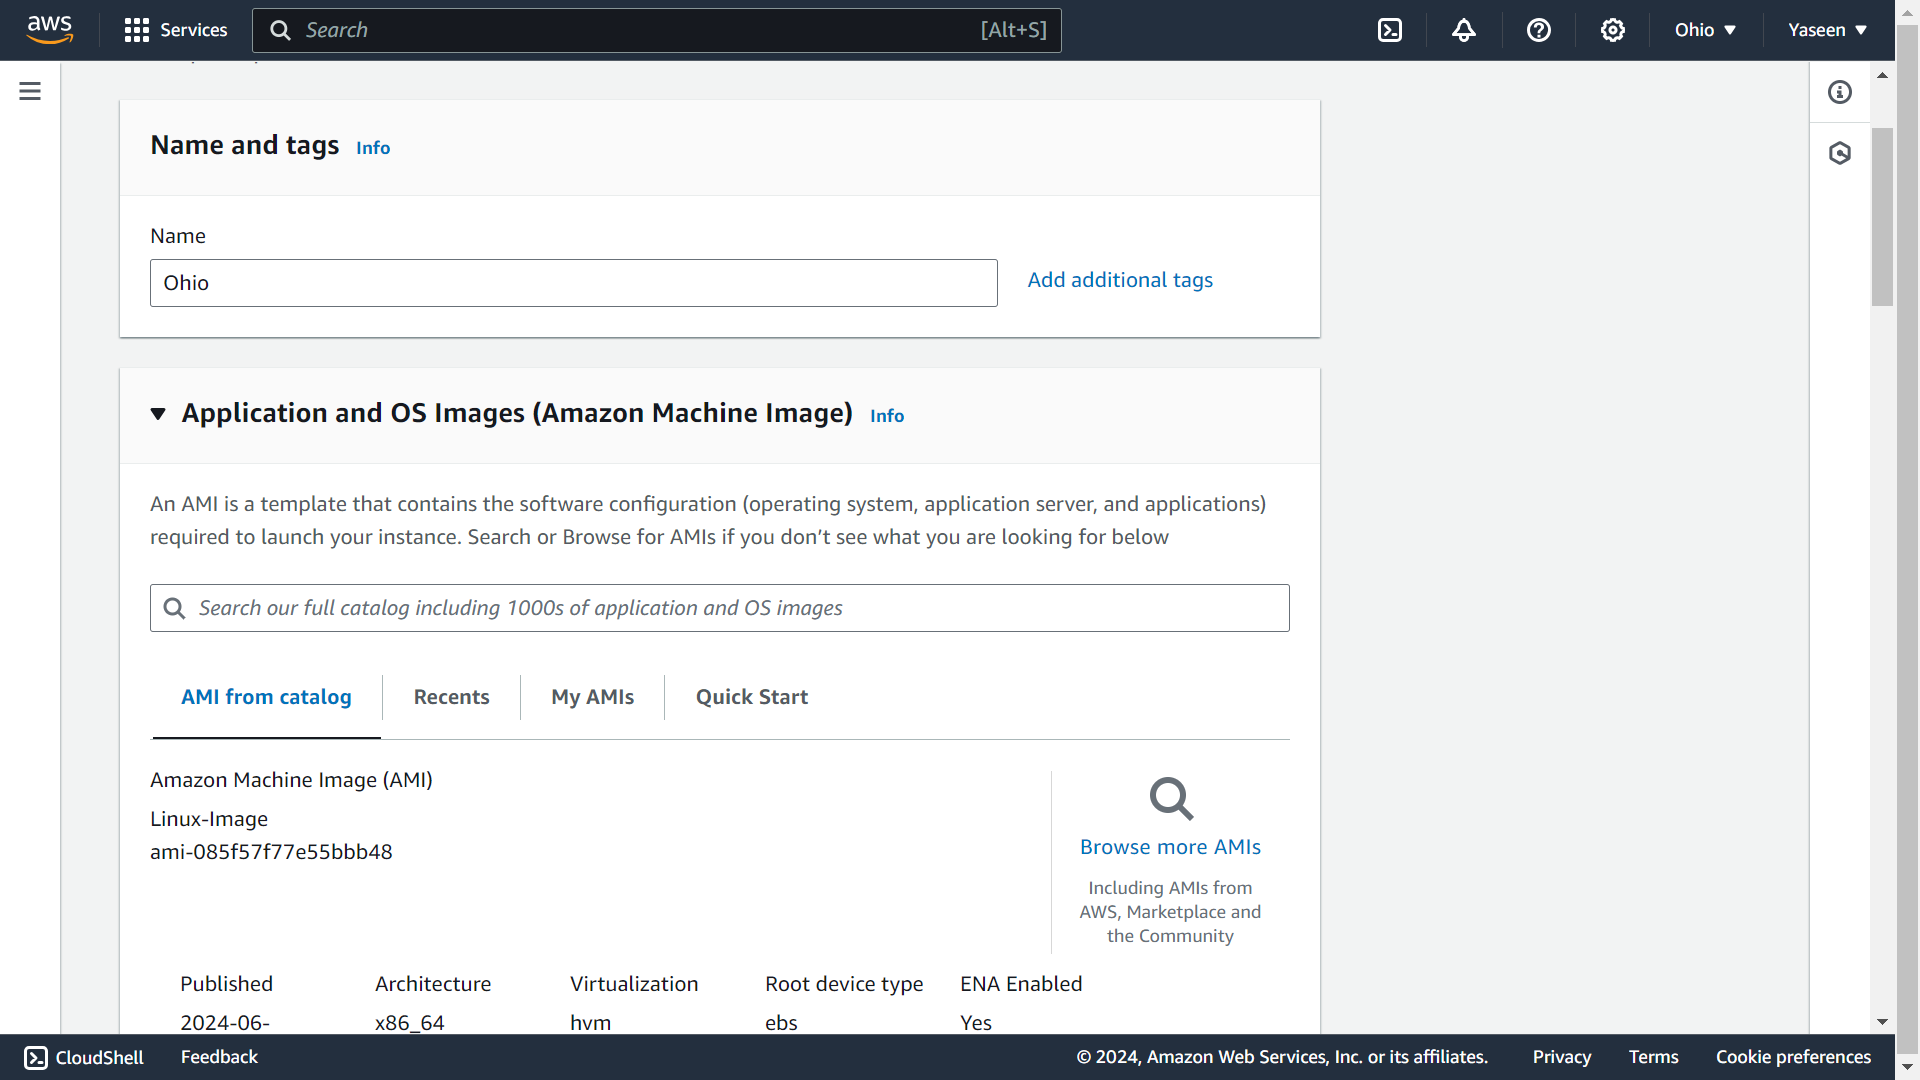 aws
Services
Search
[Alt+S]
Ohio
Yaseen
Name and tags Info
Name
Ohio
Add additional tags
Application and OS Images (Amazon Machine Image) Info
An AMI is a template that contains the software configuration (operating system, application server, and applications)
required to launch your instance. Search or Browse for AMIs if you don’t see what you are looking for below
Search our full catalog including 1000s of application and OS images
AMI from catalog
Recents
My AMIs
Quick Start
Amazon Machine Image (AMI)
Linux-Image
ami-085f57f77e55bbb48
Browse more AMIs
Including AMIs from
AWS, Marketplace and
the Community
Published Architecture Virtualization Root device type ENA Enabled
2024-06- x86_64 hvm ebs Yes
CloudShell Feedback © 2024, Amazon Web Services, Inc. or its affiliates. Privacy Terms Cookie preferences